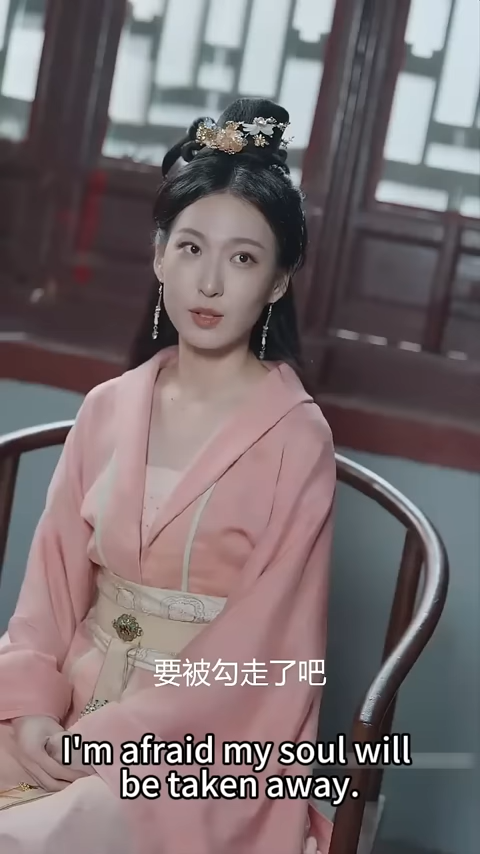 要被勾走了吧
I'm afraid my soul will
be taken away.